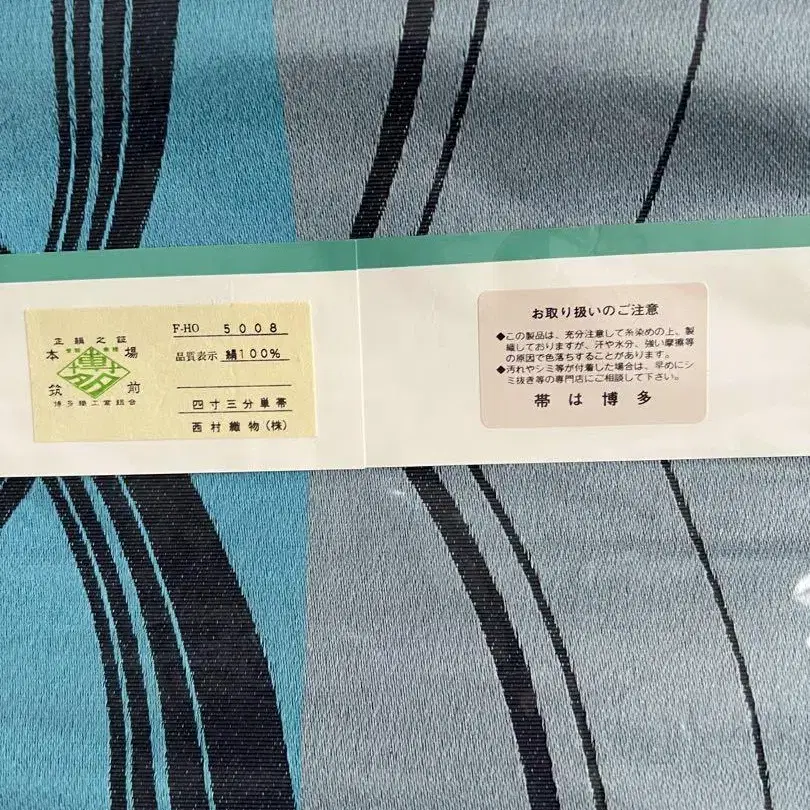 正絹之証
本場
筑前
博多織工業組合
F-HO 5008
品質表示 絹100%
四寸三分単帯
西村織物(株)
お取り扱いのご注意
◆この製品は、充分注意して糸染めの上、製
織しておりますが、汗や水分、強い摩擦等
の原因で色落ちすることがあります。
◆汚れやシミ等が付着した場合は、早めにシ
ミ抜き等の専門店にご相談して下さい。
帯は博多